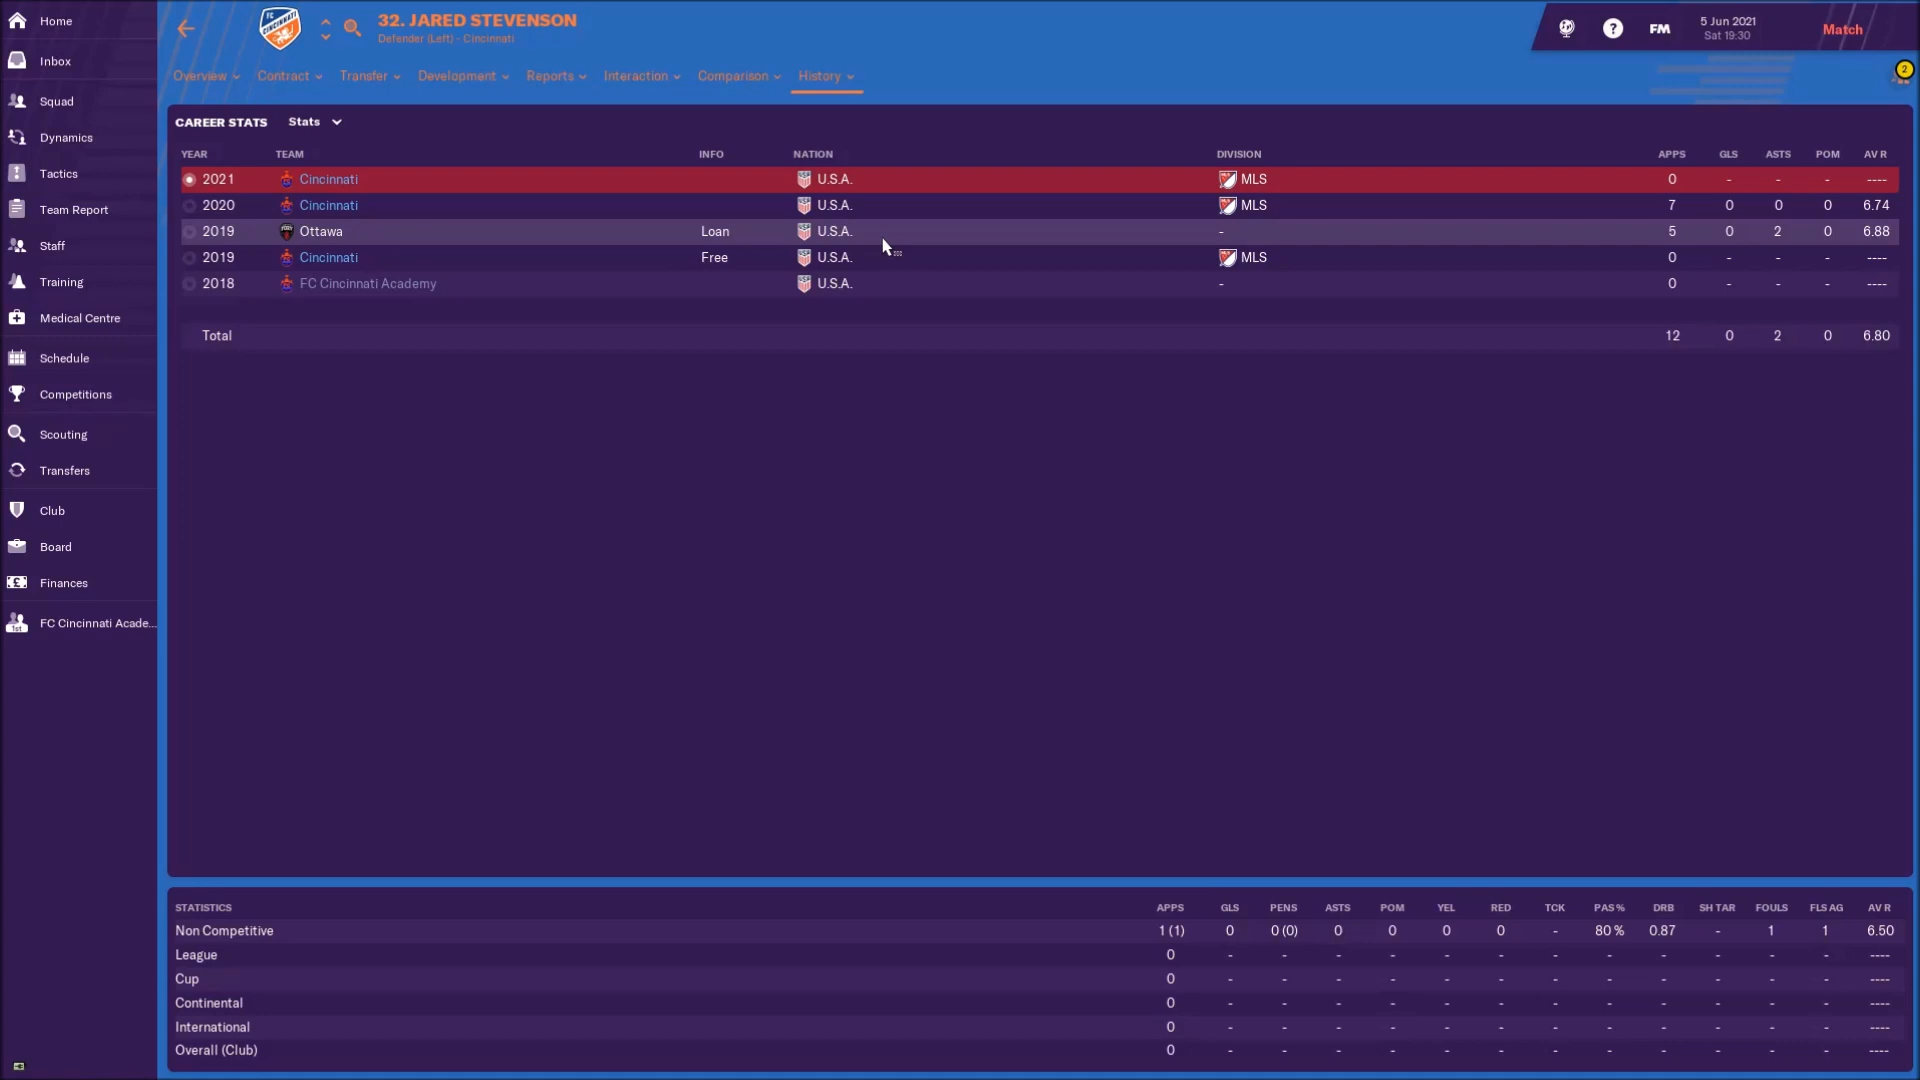 32. JARED STEVENSON
Defender (Left) - Cincinnati
5 Jun 2021
Sat 19:30
FM
Match
2
Home
Inbox
Squad
Dynamics
Tactics
Team Report
Staff
Training
Medical Centre
Schedule
Competitions
Scouting
Transfers
Club
Board
Finances
FC Cincinnati Acade...
Overview Contract Transfer Development Reports Interaction Comparison History
CAREER STATS Stats
YEAR TEAM INFO NATION DIVISION APPS GLS ASTS POM AV R
2021 Cincinnati U.S.A. MLS 0 - - - ----
2020 Cincinnati U.S.A. MLS 7 0 0 0 6.74
2019 Ottawa Loan U.S.A. - 5 0 2 0 6.88
2019 Cincinnati Free U.S.A. MLS 0 - - - ----
2018 FC Cincinnati Academy U.S.A. - 0 - - - ----
Total 12 0 2 0 6.80
STATISTICS APPS GLS PENS ASTS POM YEL RED TCK PAS % DRB SH TAR FOULS FLS AG AV R
Non Competitive 1 (1) 0 0 (0) 0 0 0 0 - 80 % 0.87 - 1 1 6.50
League 0 - - - - - - - - - - - - ----
Cup 0 - - - - - - - - - - - - ----
Continental 0 - - - - - - - - - - - - ----
International 0 - - - - - - - - - - - - ----
Overall (Club) 0 - - - - - - - - - - - - ----